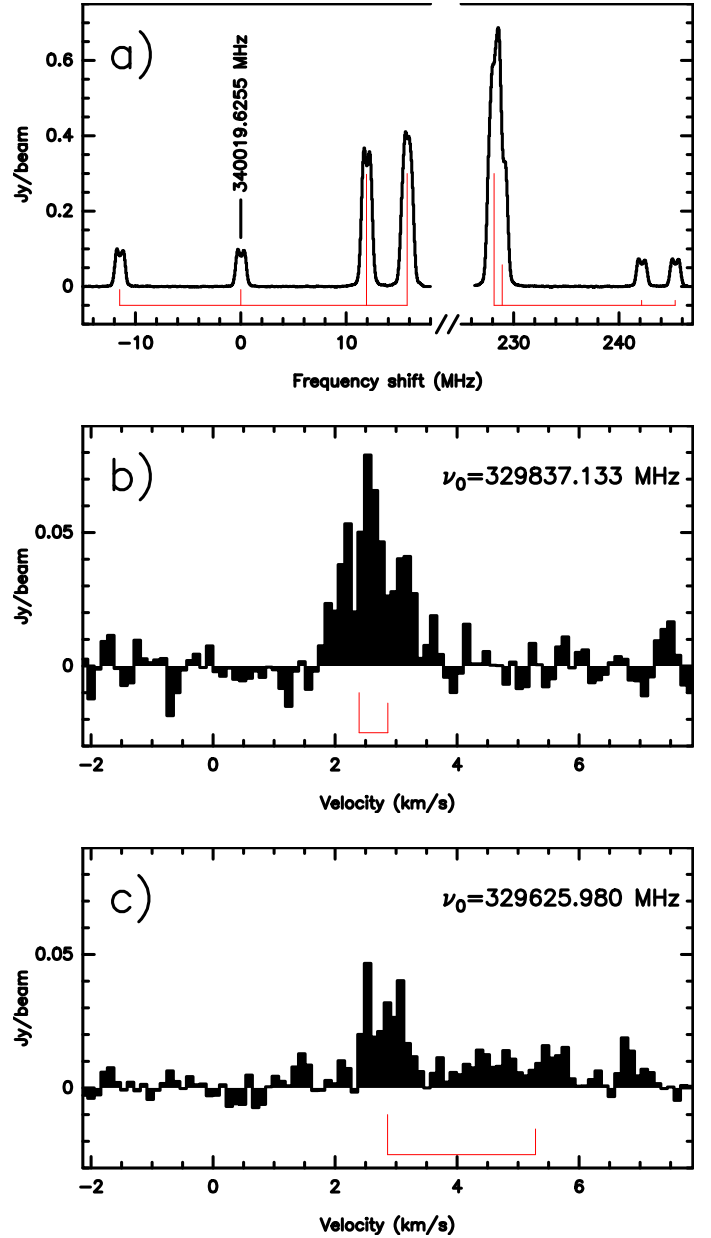 a)
340019.6255 MHz
Jy/beam
0.6
0.4
0.2
0
−10 0 10 // 230 240
Frequency shift (MHz)
b)
ν₀=329837.133 MHz
Jy/beam
0.05
0
−2 0 2 4 6
Velocity (km/s)
c)
ν₀=329625.980 MHz
Jy/beam
0.05
0
−2 0 2 4 6
Velocity (km/s)